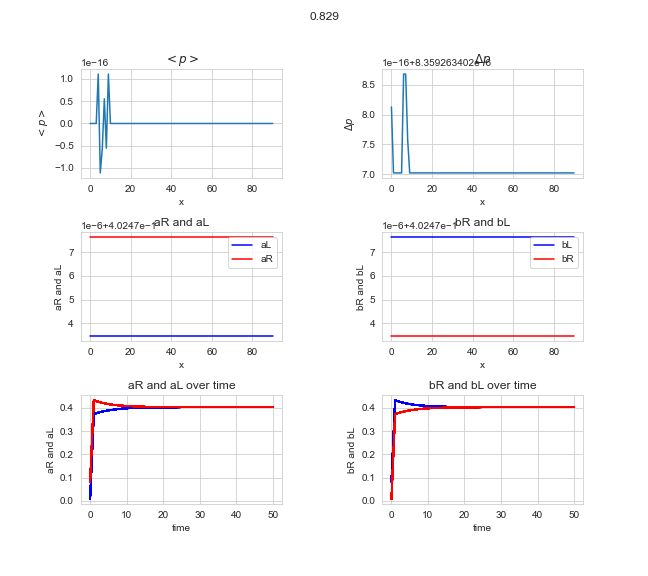 0.829
1e−16
< p >
1.0
0.5
0.0
−0.5
−1.0
< p >
0 20 40 60 80
x
Δp
8.5
8.0
7.5
7.0
Δp
0 20 40 60 80
x
1e−6+4.0247e−1
aR and aL
7
6
5
4
aR and aL
aL
aR
0 20 40 60 80
x
1e−6+4.0247e−1
bR and bL
7
6
5
4
bR and bL
bL
bR
0 20 40 60 80
x
aR and aL over time
0.4
0.3
0.2
0.1
0.0
aR and aL
0 10 20 30 40 50
time
bR and bL over time
0.4
0.3
0.2
0.1
0.0
bR and bL
0 10 20 30 40 50
time